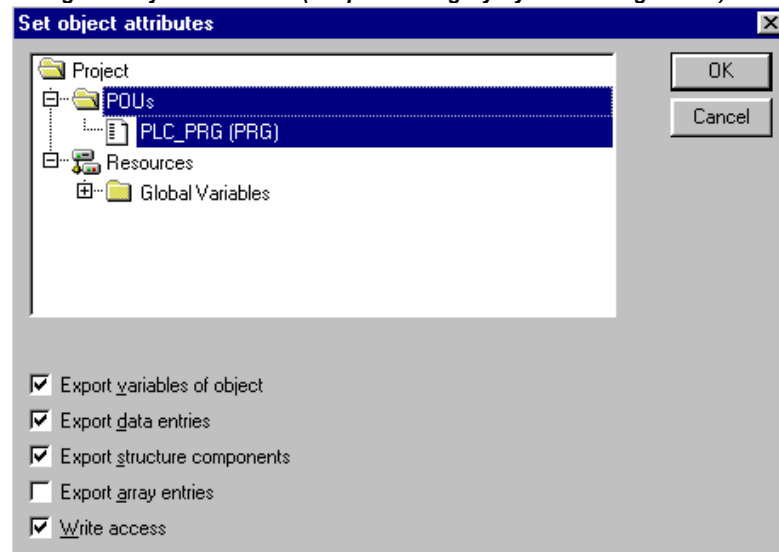 Set object attributes
Project
POUs
PLC_PRG (PRG)
Resources
Global Variables
OK
Cancel
Export variables of object
Export data entries
Export structure components
Export array entries
Write access